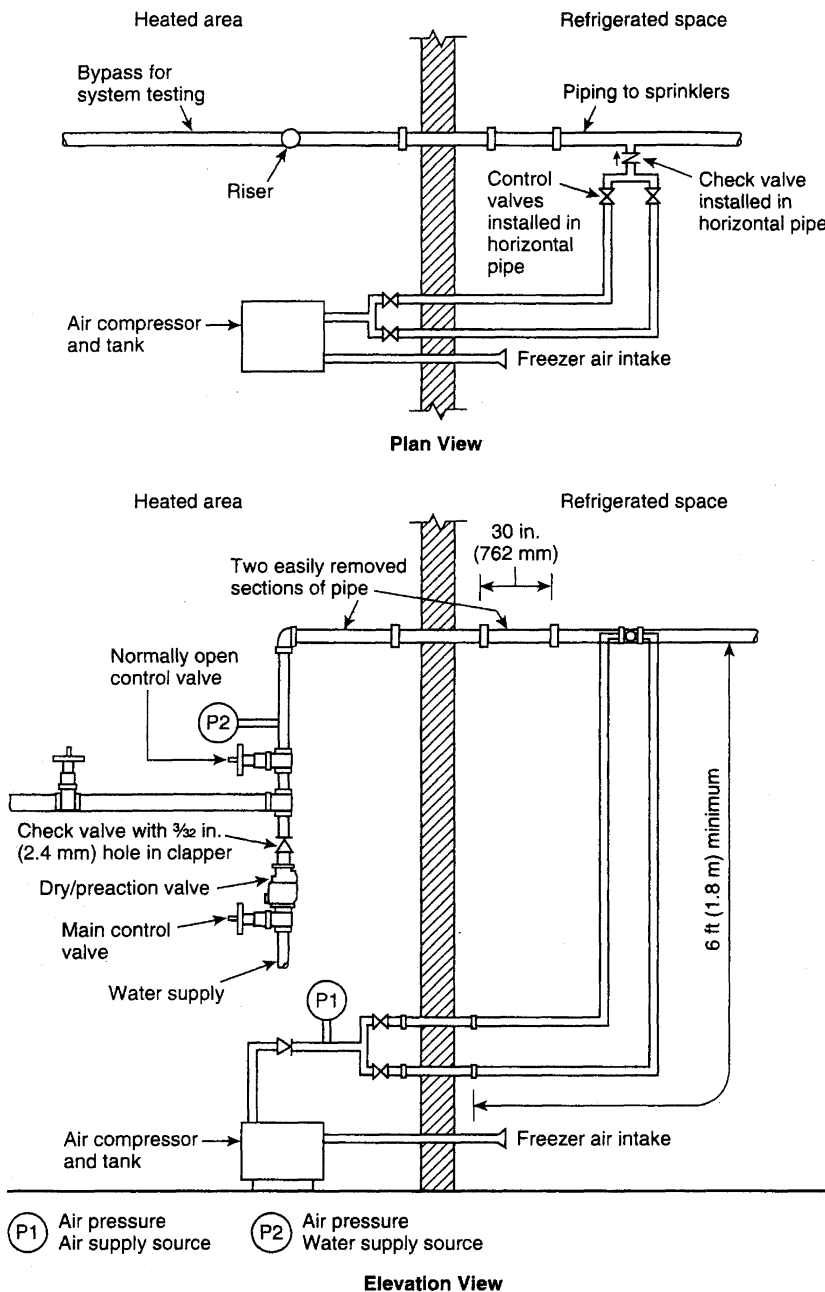 Heated area
Refrigerated space
Bypass for
system testing
Piping to sprinklers
Riser
Control
valves
installed in
horizontal
pipe
Check valve
installed in
horizontal pipe
Air compressor
and tank
Freezer air intake
Plan View
Heated area
Refrigerated space
30 in.
(762 mm)
Two easily removed
sections of pipe
Normally open
control valve
P2
Check valve with 3⁄32 in.
(2.4 mm) hole in clapper
Dry/preaction valve
Main control
valve
Water supply
6 ft (1.8 m) minimum
P1
Air compressor
and tank
Freezer air intake
P1 Air pressure
Air supply source
P2 Air pressure
Water supply source
Elevation View